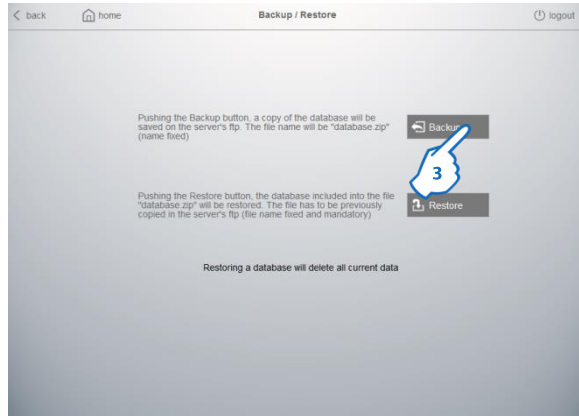 back
home
Backup / Restore
logout
Pushing the Backup button, a copy of the database will be
saved on the server's ftp. The file name will be "database.zip"
(name fixed)
Backup
3
Pushing the Restore button, the database included into the file
"database.zip" will be restored. The file has to be previously
copied in the server's ftp (file name fixed and mandatory)
Restore
Restoring a database will delete all current data